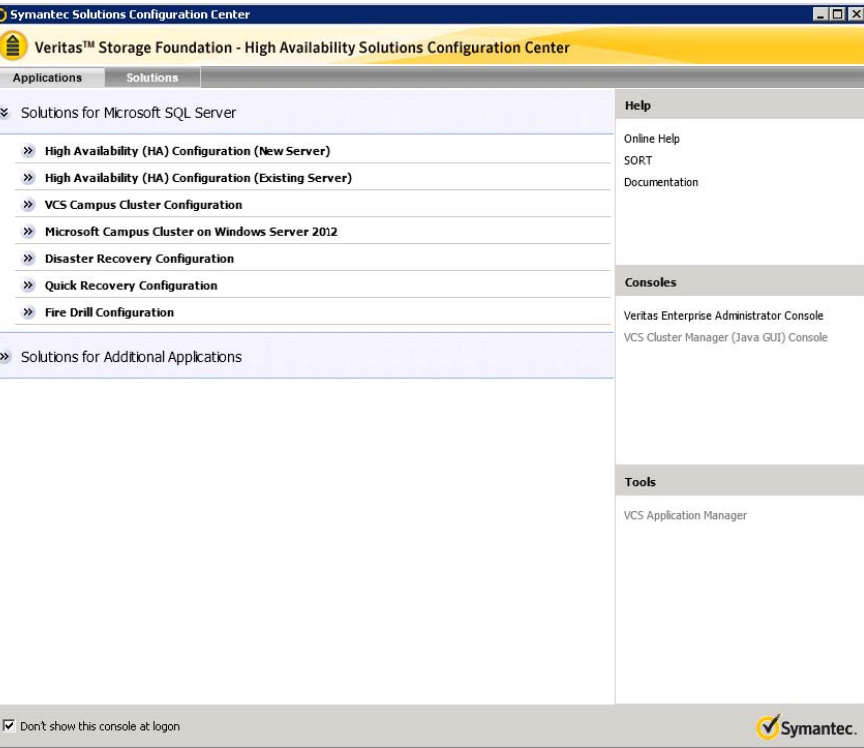 Symantec Solutions Configuration Center
Veritas™ Storage Foundation - High Availability Solutions Configuration Center
Applications
Solutions
Solutions for Microsoft SQL Server
High Availability (HA) Configuration (New Server)
High Availability (HA) Configuration (Existing Server)
VCS Campus Cluster Configuration
Microsoft Campus Cluster on Windows Server 2012
Disaster Recovery Configuration
Quick Recovery Configuration
Fire Drill Configuration
Solutions for Additional Applications
Help
Online Help
SORT
Documentation
Consoles
Veritas Enterprise Administrator Console
VCS Cluster Manager (Java GUI) Console
Tools
VCS Application Manager
Don't show this console at logon
Symantec.